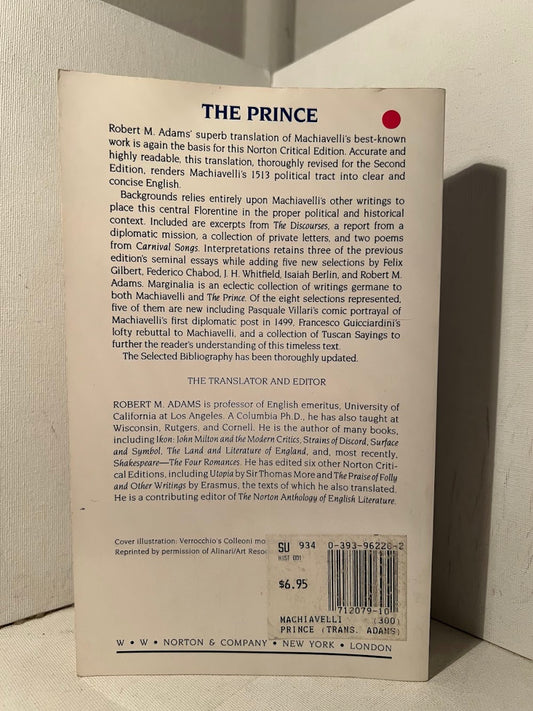 THE PRINCE
Robert M. Adams' superb translation of Machiavelli's best-known
work is again the basis for this Norton Critical Edition. Accurate and
highly readable, this translation, thoroughly revised for the Second
Edition, renders Machiavelli's 1513 political tract into clear and
concise English.
Backgrounds relies entirely upon Machiavelli's other writings to
place this central Florentine in the proper political and historical
context. Included are excerpts from The Discourses, a report from a
diplomatic mission, a collection of private letters, and two poems
from Carnival Songs. Interpretations retains three of the previous
edition's seminal essays while adding five new selections by Felix
Gilbert, Federico Chabod, J. H. Whitfield, Isaiah Berlin, and Robert M.
Adams. Marginalia is an eclectic collection of writings germane to
both Machiavelli and The Prince. Of the eight selections represented,
five of them are new including Pasquale Villari's comic portrayal of
Machiavelli's first diplomatic post in 1499, Francesco Guicciardini's
lofty rebuttal to Machiavelli, and a collection of Tuscan Sayings to
further the reader's understanding of this timeless text.
The Selected Bibliography has been thoroughly updated.
THE TRANSLATOR AND EDITOR
ROBERT M. ADAMS is professor of English emeritus, University of
California at Los Angeles. A Columbia Ph.D., he has also taught at
Wisconsin, Rutgers, and Cornell. He is the author of many books,
including Ikon: John Milton and the Modern Critics, Strains of Discord, Surface
and Symbol, The Land and Literature of England, and, most recently,
Shakespeare—The Four Romances. He has edited six other Norton Criti-
cal Editions, including Utopia by Sir Thomas More and The Praise of Folly
and Other Writings by Erasmus, the texts of which he also translated.
He is a contributing editor of The Norton Anthology of English Literature.
Cover illustration: Verrocchio's Colleoni mo
Reprinted by permission of Alinari/Art Resou
SU 934 0-393-96220-2
HIST 001
$6.95
712079-10
MACHIAVELLI (300)
PRINCE (TRANS. ADAMS)
W • W • NORTON & COMPANY • NEW YORK • LONDON